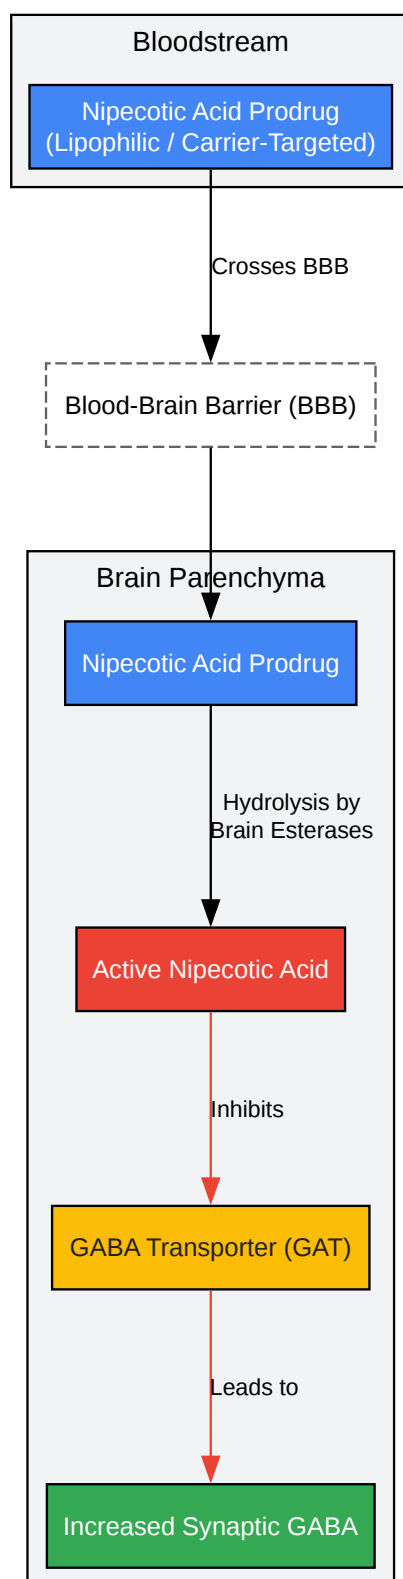 Bloodstream
Nipecotic Acid Prodrug
(Lipophilic / Carrier-Targeted)
Crosses BBB
Blood-Brain Barrier (BBB)
Brain Parenchyma
Nipecotic Acid Prodrug
Hydrolysis by
Brain Esterases
Active Nipecotic Acid
Inhibits
GABA Transporter (GAT)
Leads to
Increased Synaptic GABA